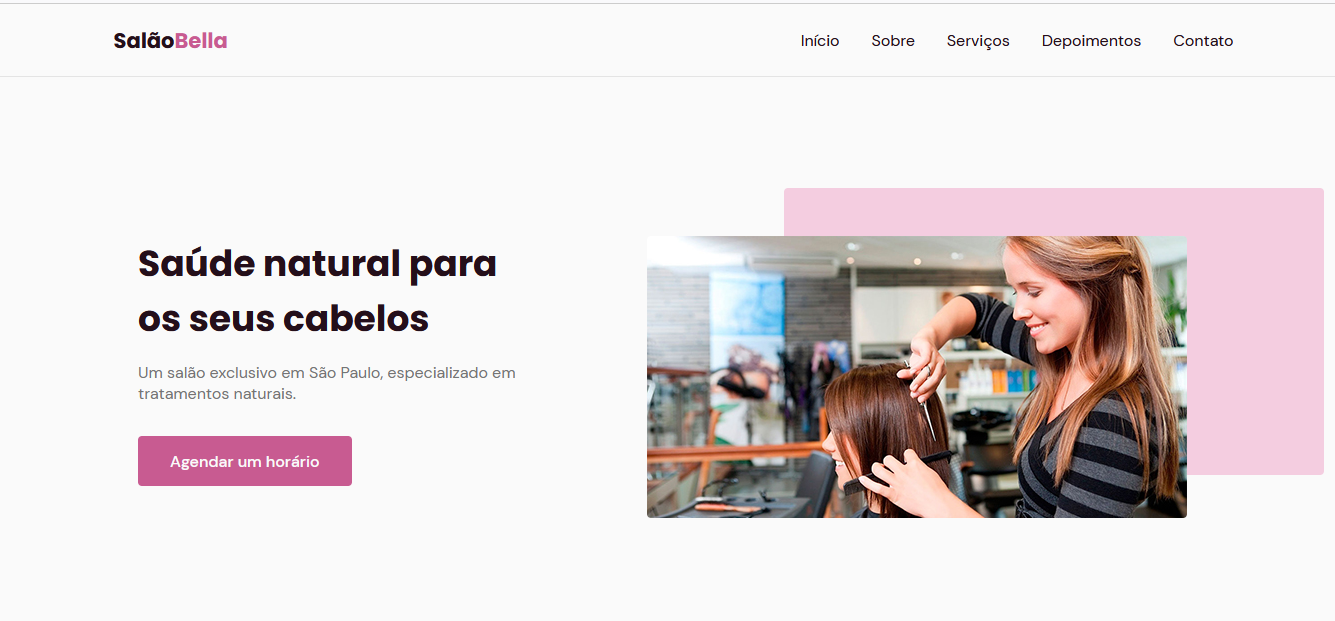 SalãoBella
Início Sobre Serviços Depoimentos Contato
Saúde natural para
os seus cabelos
Um salão exclusivo em São Paulo, especializado em
tratamentos naturais.
Agendar um horário